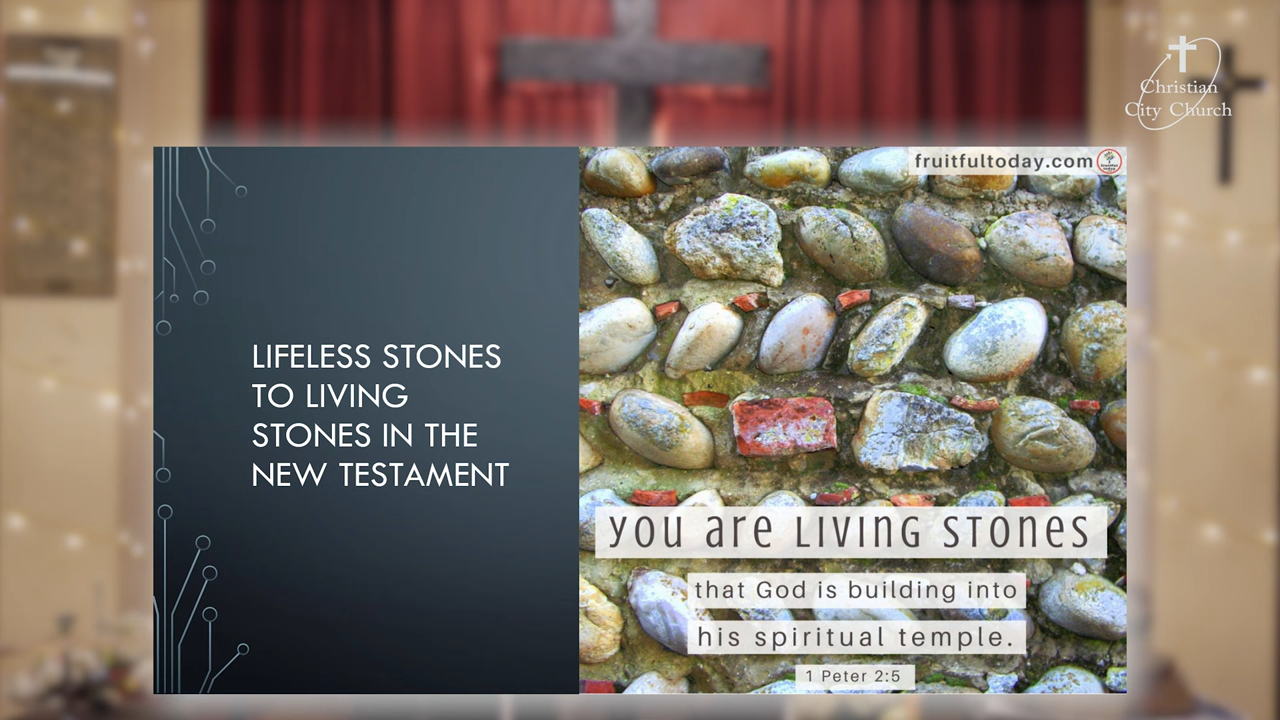 Christian
City Church
fruitfultoday.com
LIFELESS STONES
TO LIVING
STONES IN THE
NEW TESTAMENT
you are LIVING STONES
that God is building into
his spiritual temple.
1 Peter 2:5